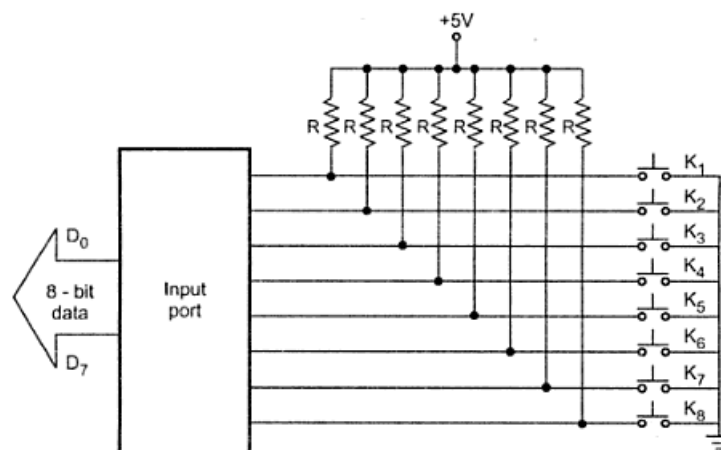 +5V
R R R R R R R R
K1
K2
K3
K4
K5
K6
K7
K8
D0
8 - bit
data
D7
Input
port